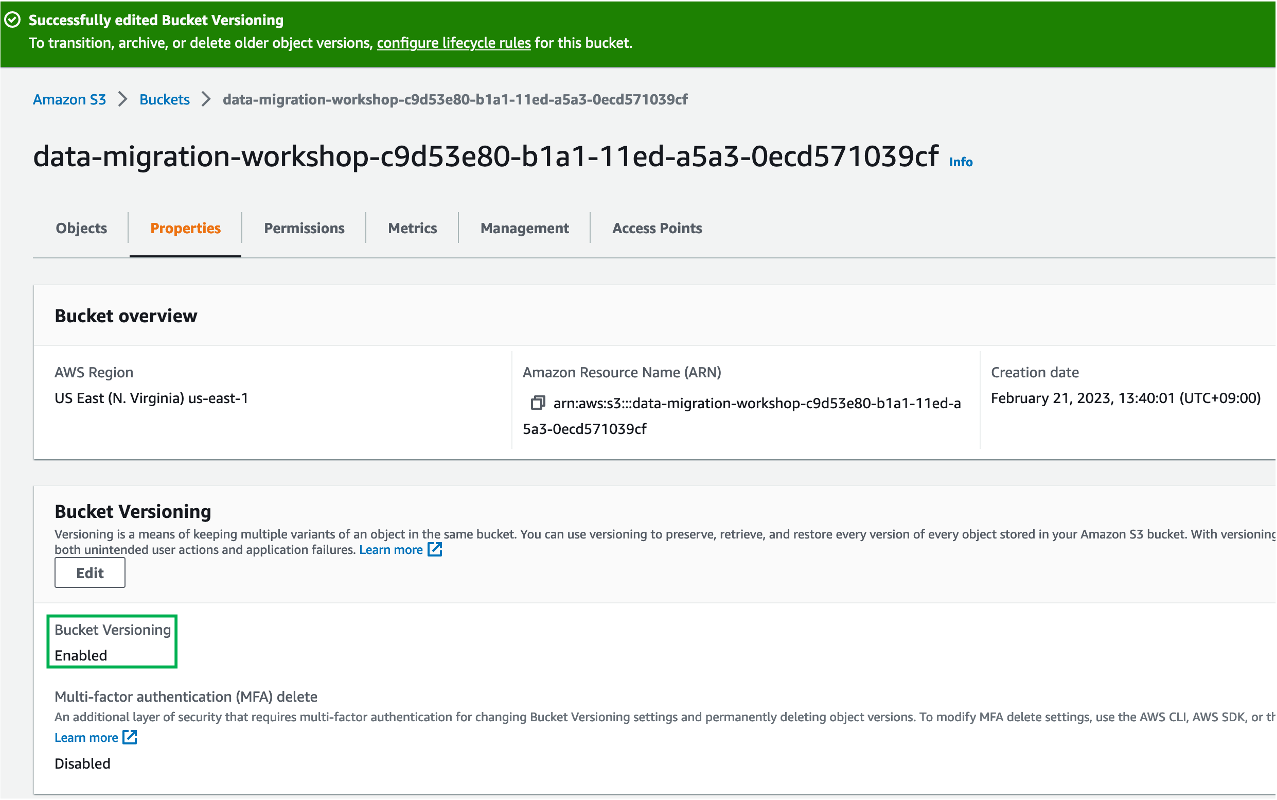 Successfully edited Bucket Versioning
To transition, archive, or delete older object versions, configure lifecycle rules for this bucket.
Amazon S3 > Buckets > data-migration-workshop-c9d53e80-b1a1-11ed-a5a3-0ecd571039cf
data-migration-workshop-c9d53e80-b1a1-11ed-a5a3-0ecd571039cf Info
Objects Properties Permissions Metrics Management Access Points
Bucket overview
AWS Region
US East (N. Virginia) us-east-1
Amazon Resource Name (ARN)
arn:aws:s3:::data-migration-workshop-c9d53e80-b1a1-11ed-a
5a3-0ecd571039cf
Creation date
February 21, 2023, 13:40:01 (UTC+09:00)
Bucket Versioning
Versioning is a means of keeping multiple variants of an object in the same bucket. You can use versioning to preserve, retrieve, and restore every version of every object stored in your Amazon S3 bucket. With versioning
both unintended user actions and application failures. Learn more
Edit
Bucket Versioning
Enabled
Multi-factor authentication (MFA) delete
An additional layer of security that requires multi-factor authentication for changing Bucket Versioning settings and permanently deleting object versions. To modify MFA delete settings, use the AWS CLI, AWS SDK, or
Learn more
Disabled